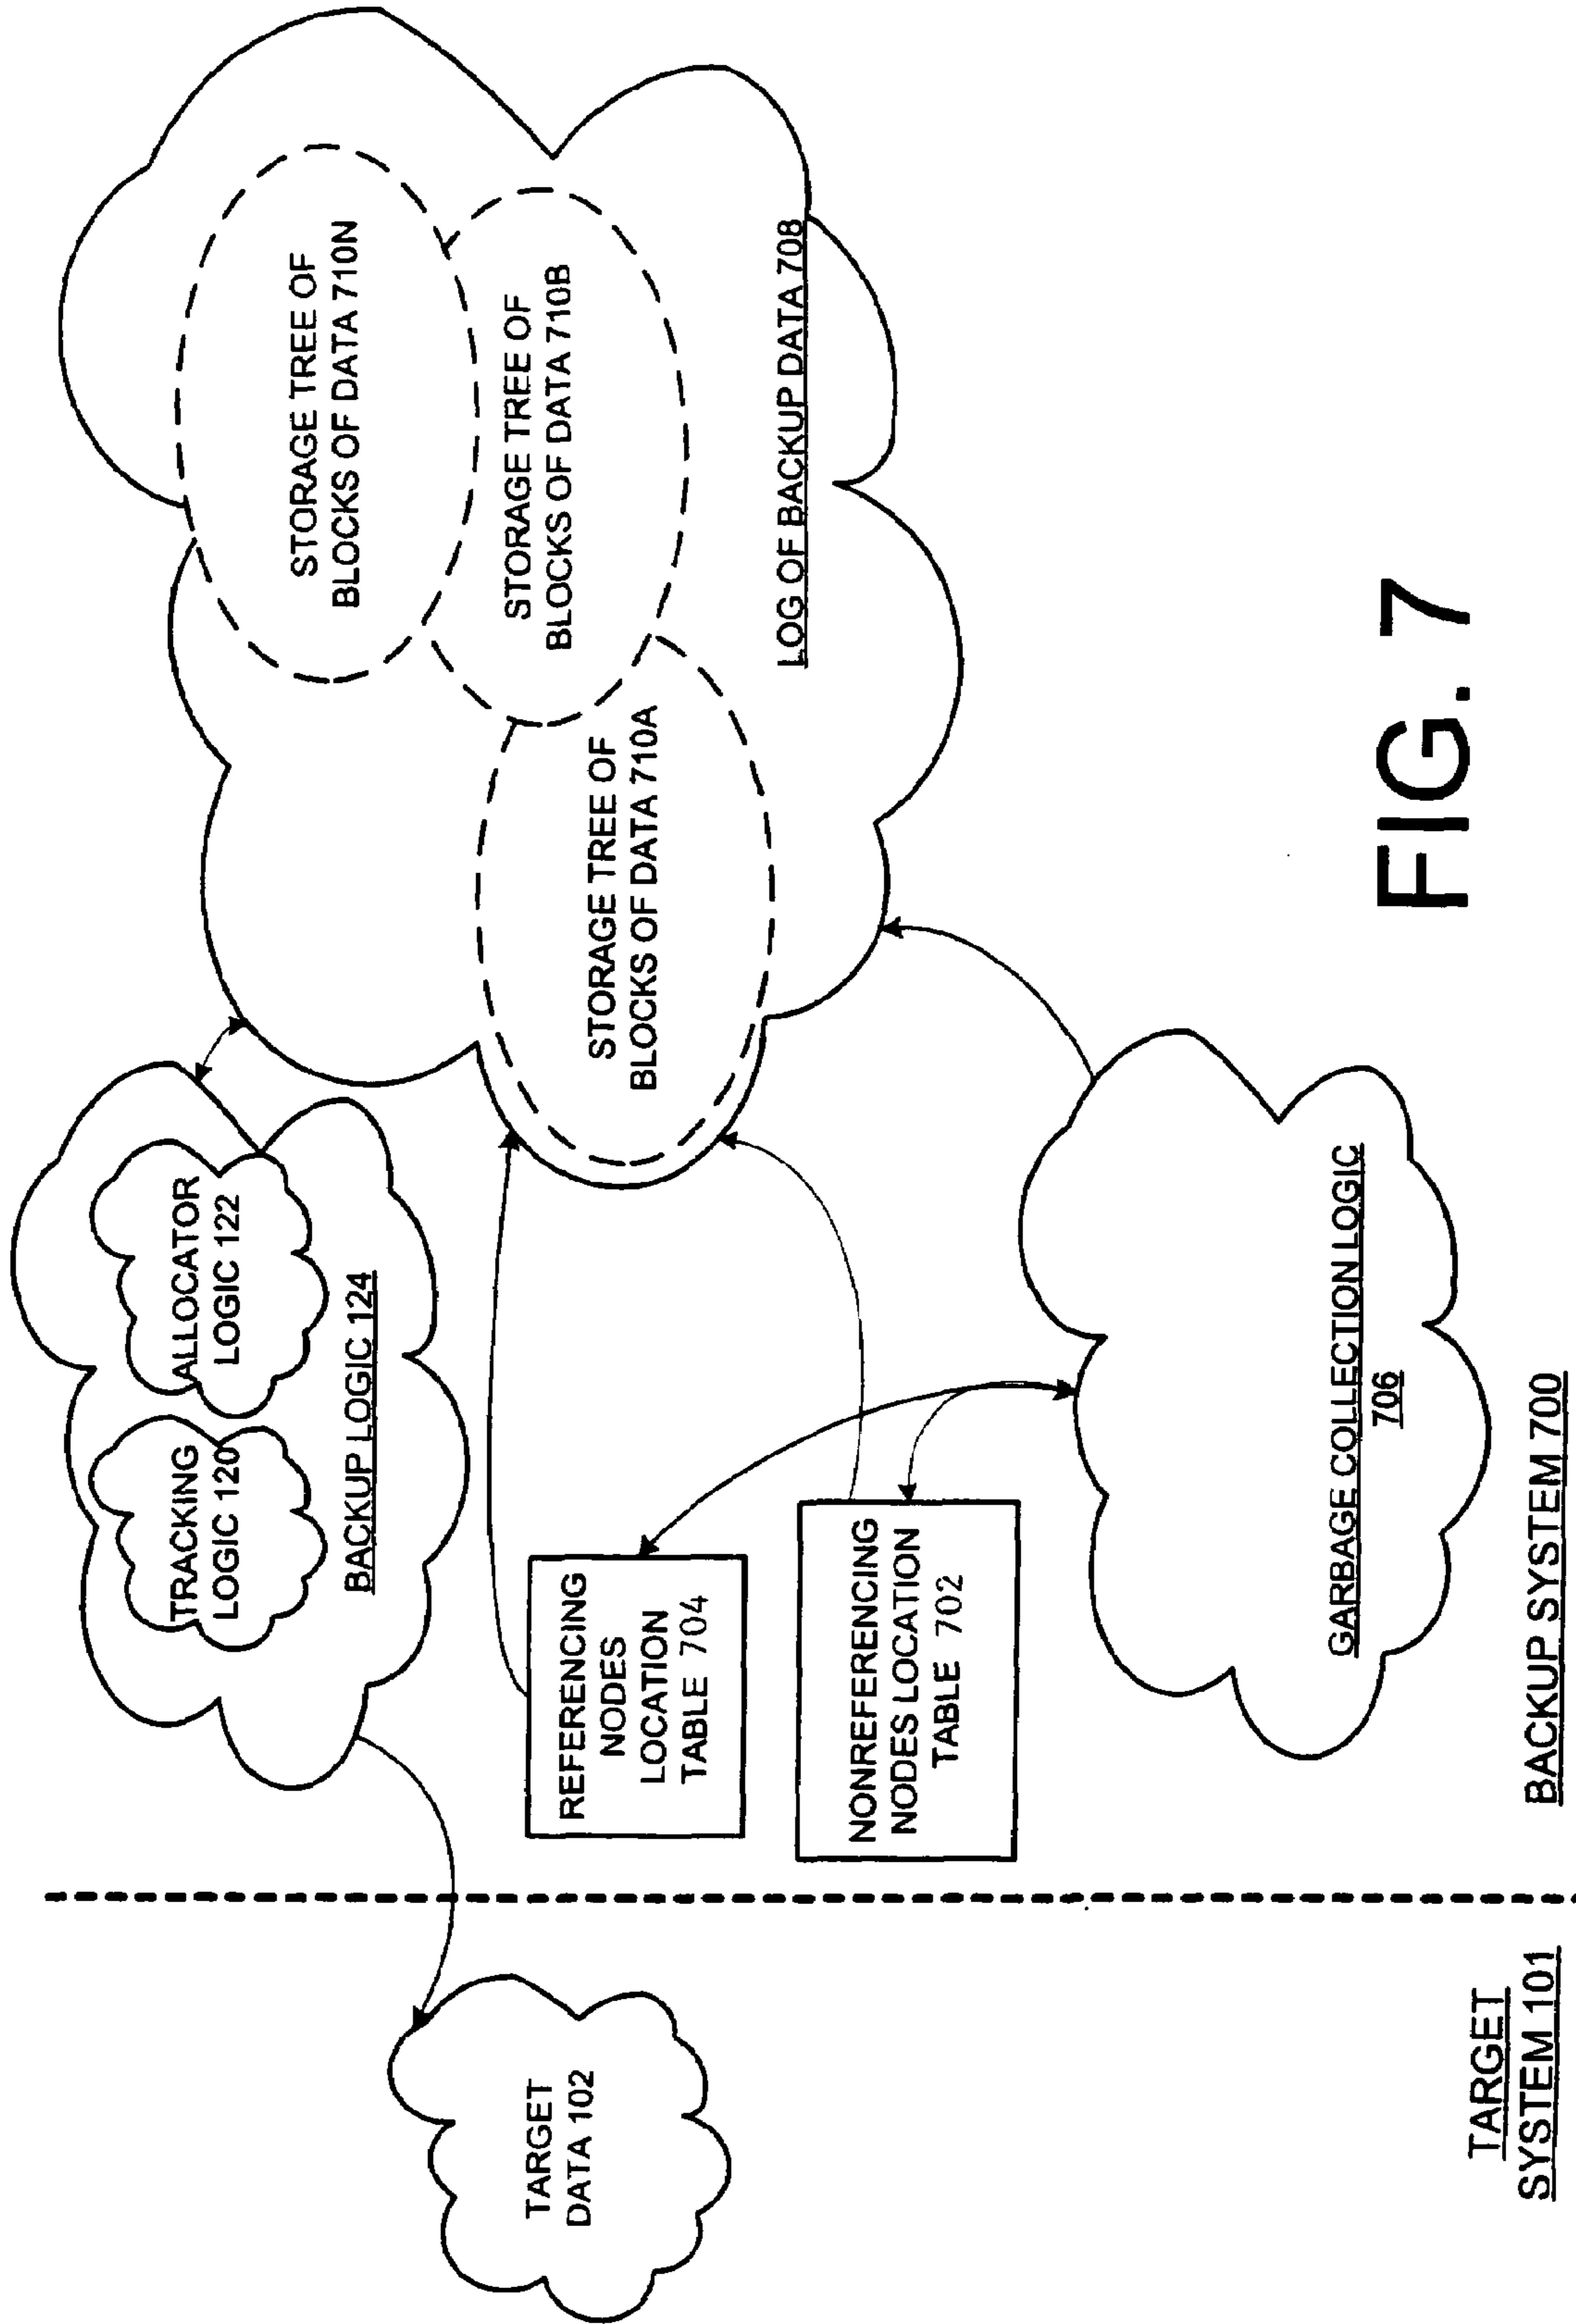 TRACKING
LOGIC 120
ALLOCATOR
LOGIC 122
BACKUP LOGIC 124
STORAGE TREE OF
BLOCKS OF DATA 710N
STORAGE TREE OF
BLOCKS OF DATA 710B
STORAGE TREE OF
BLOCKS OF DATA 710A
LOG OF BACKUP DATA 708
TARGET
DATA 102
REFERENCING
NODES
LOCATION
TABLE 704
NONREFERENCING
NODES LOCATION
TABLE 702
GARBAGE COLLECTION LOGIC
706
TARGET
SYSTEM 101
BACKUP SYSTEM 700
FIG. 7